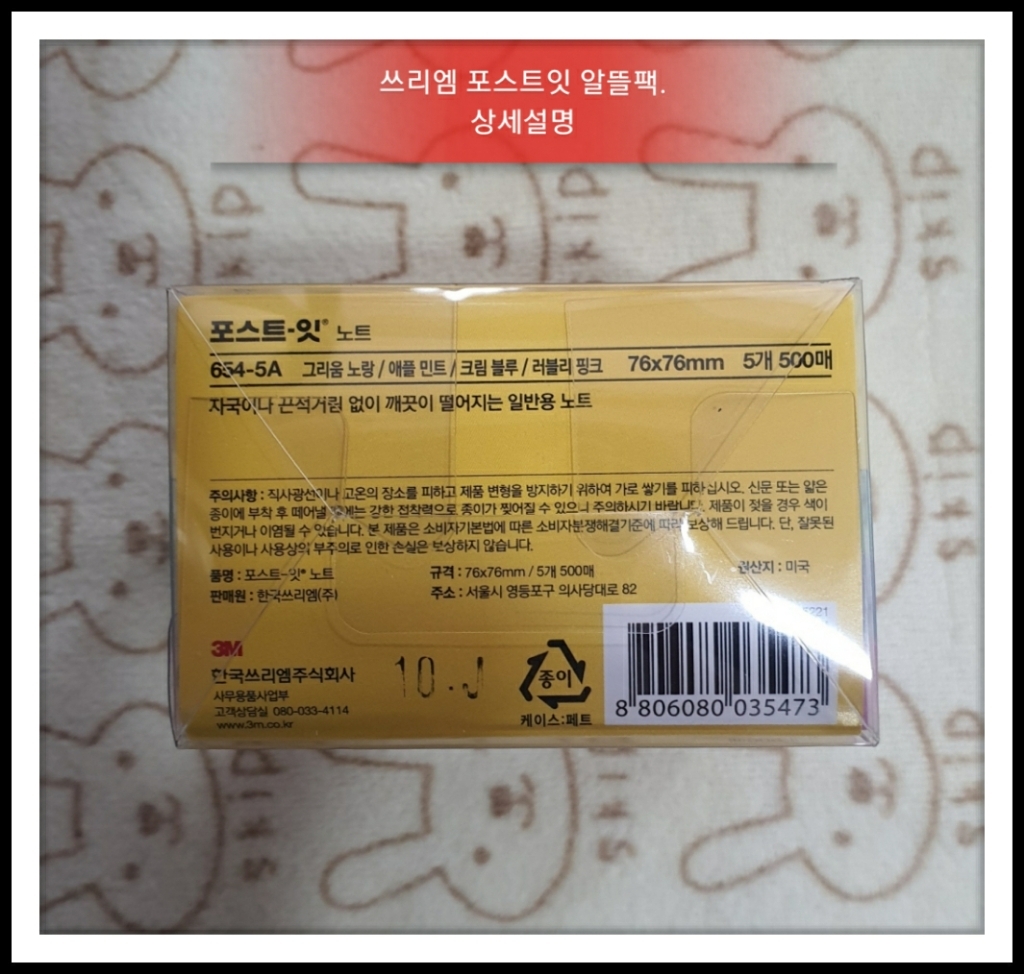 쓰리엠 포스트잇 알뜰팩.
상세설명
skip
skip
skip
포스트-잇® 노트
654-5A 그리움 노랑 / 애플 민트 / 크림 블루 / 러블리 핑크 76x76mm 5개 500매
자국이나 끈적거림 없이 깨끗이 떨어지는 일반용 노트
주의사항 : 직사광선이나 고온의 장소를 피하고 제품 변형을 방지하기 위하여 가로 쌓기를 피하십시오. 신문 또는 얇은
종이에 부착 후 떼어낼 때에는 강한 접착력으로 종이가 찢어질 수 있으니 주의하시기 바랍니다. 제품이 젖을 경우 색이
번지거나 이염될 수 있습니다. 본 제품은 소비자기본법에 따른 소비자분쟁해결기준에 따라 보상해 드립니다. 단, 잘못된
사용이나 사용상의 부주의로 인한 손실은 보상하지 않습니다.
품명 : 포스트-잇® 노트 규격 : 76x76mm / 5개 500매 원산지 : 미국
판매원 : 한국쓰리엠(주) 주소 : 서울시 영등포구 의사당대로 82
3M
한국쓰리엠주식회사
사무용품사업부
고객상담실 080-033-4114
www.3m.co.kr
10.J
종이
케이스:페트
8 806080 035473
skip
skip
skip
skip